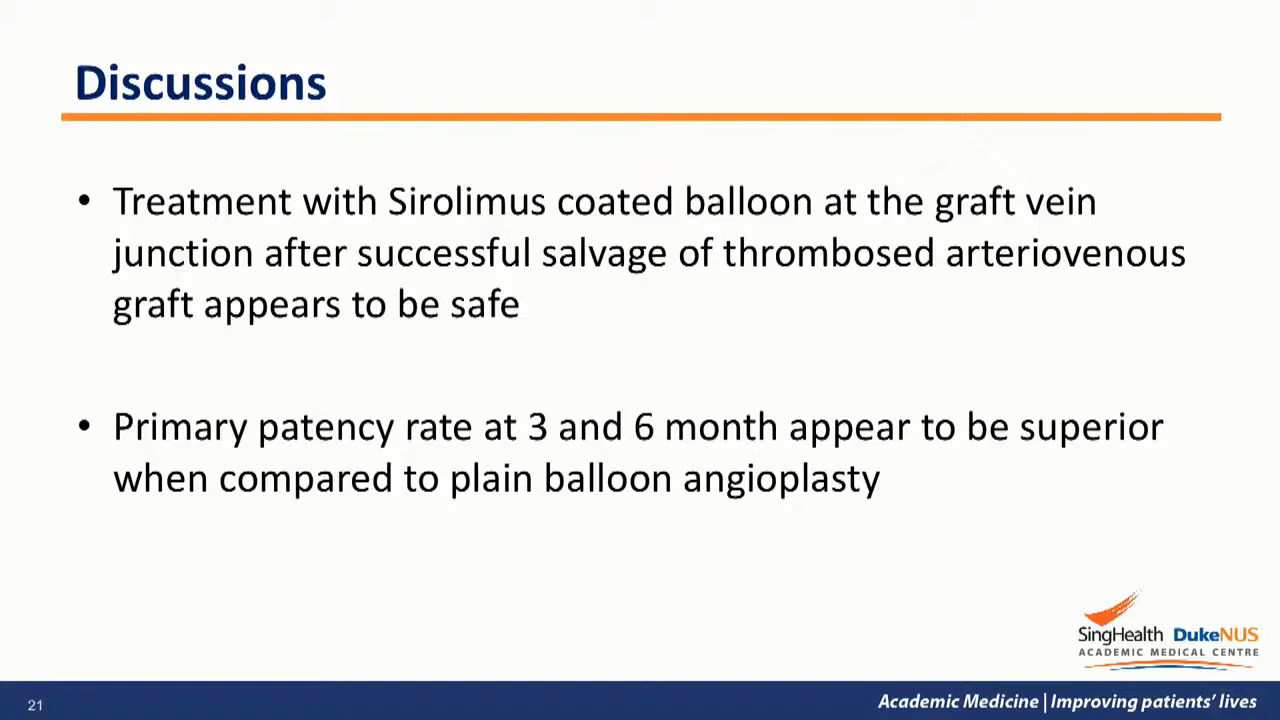 Discussions
• Treatment with Sirolimus coated balloon at the graft vein
junction after successful salvage of thrombosed arteriovenous
graft appears to be safe
• Primary patency rate at 3 and 6 month appear to be superior
when compared to plain balloon angioplasty
SingHealth DukeNUS
ACADEMIC MEDICAL CENTRE
21
Academic Medicine | Improving patients’ lives